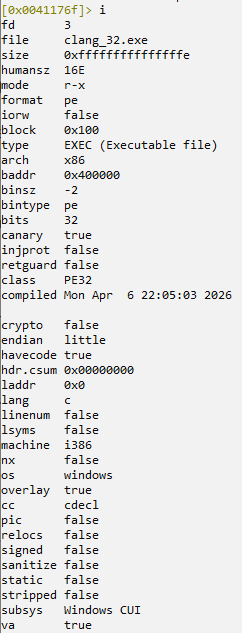 [0x0041176f]> i
fd       3
file     clang_32.exe
size     0xfffffffffffffffe
humansz  16E
mode     r-x
format   pe
iorw     false
block    0x100
type     EXEC (Executable file)
arch     x86
baddr    0x400000
binsz    -2
bintype  pe
bits     32
canary   true
injprot  false
retguard false
class    PE32
compiled Mon Apr  6 22:05:03 2026
crypto   false
endian   little
havecode true
hdr.csum 0x00000000
laddr    0x0
lang     c
linenum  false
lsyms    false
machine  i386
nx       false
os       windows
overlay  true
cc       cdecl
pic      false
relocs   false
signed   false
sanitize false
static   false
stripped false
subsys   Windows CUI
va       true